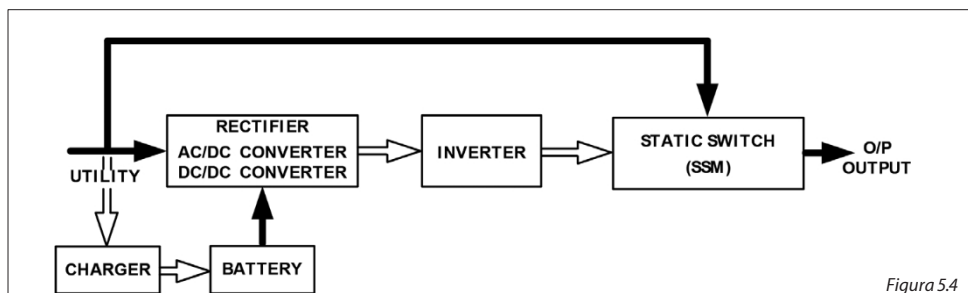 RECTIFIER
AC/DC CONVERTER
DC/DC CONVERTER
INVERTER
STATIC SWITCH
(SSM)
O/P
OUTPUT
UTILITY
CHARGER
BATTERY
Figura 5.4